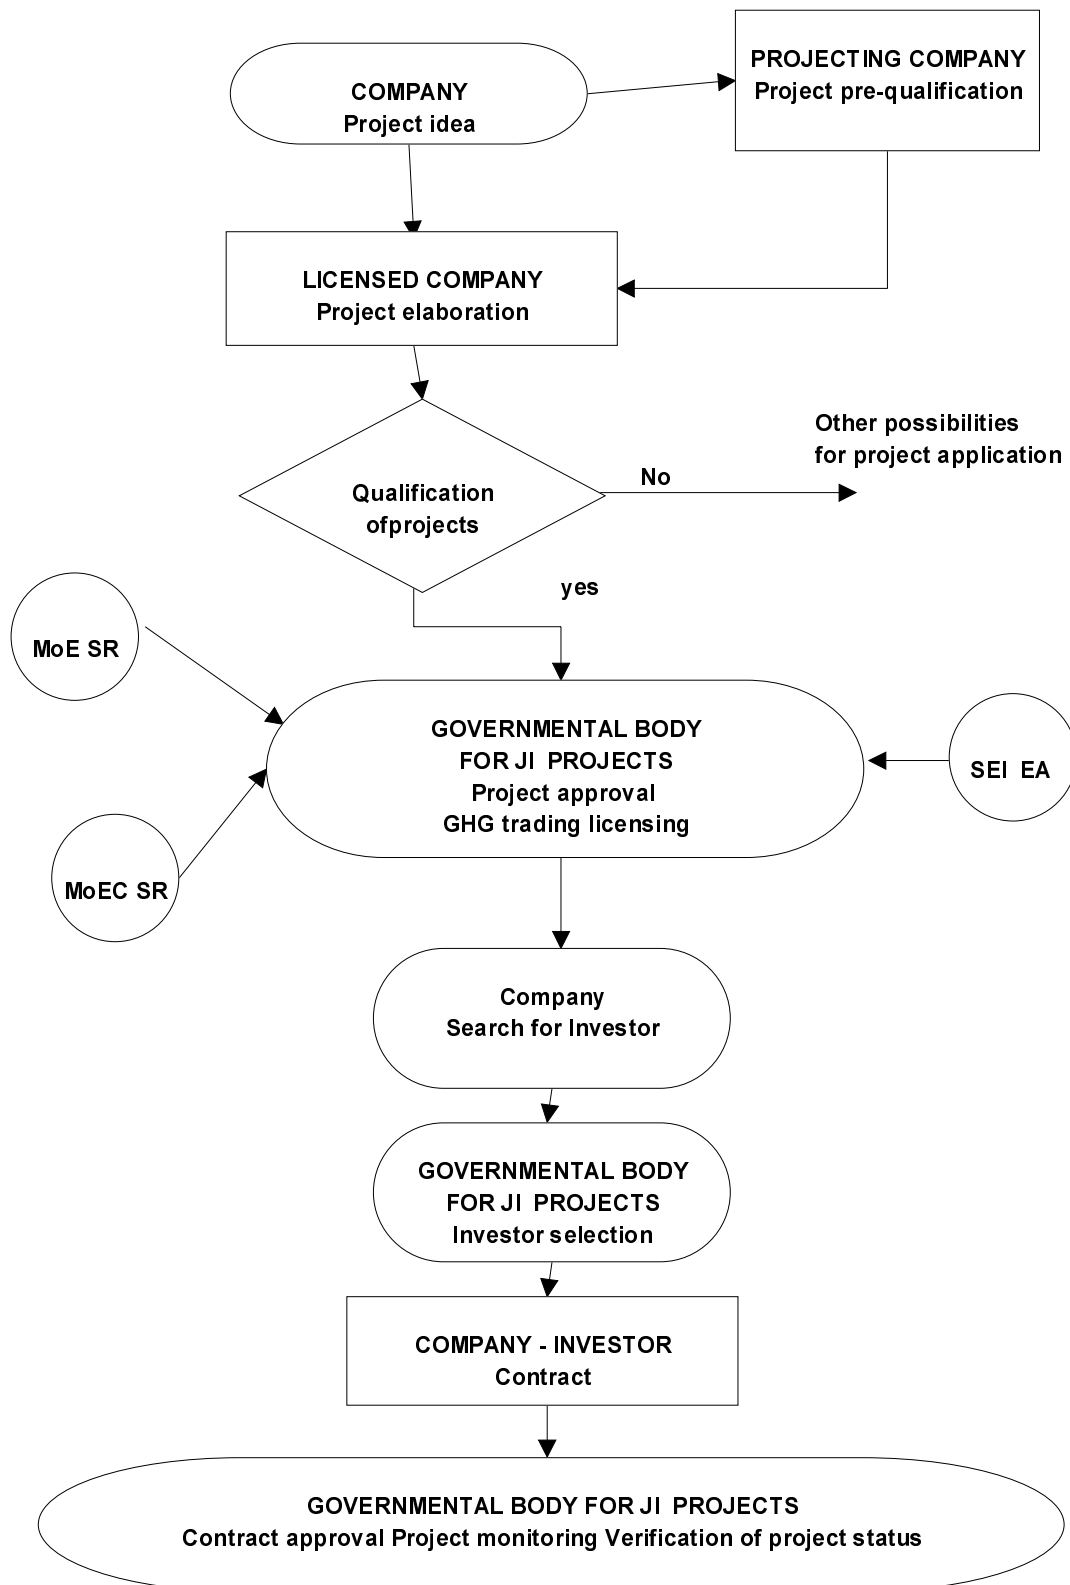 COMPANY
Project idea
PROJECTING COMPANY
Project pre-qualification
LICENSED COMPANY
Project elaboration
Other possibilities
for project application
No
Qualification
ofprojects
yes
MoE SR
GOVERNMENTAL BODY
FOR JI  PROJECTS
Project approval
GHG trading licensing
SEI  EA
MoEC SR
Company
Search for Investor
GOVERNMENTAL BODY
FOR JI  PROJECTS
Investor selection
COMPANY - INVESTOR
Contract
GOVERNMENTAL BODY FOR JI  PROJECTS
Contract approval Project monitoring Verification of project status